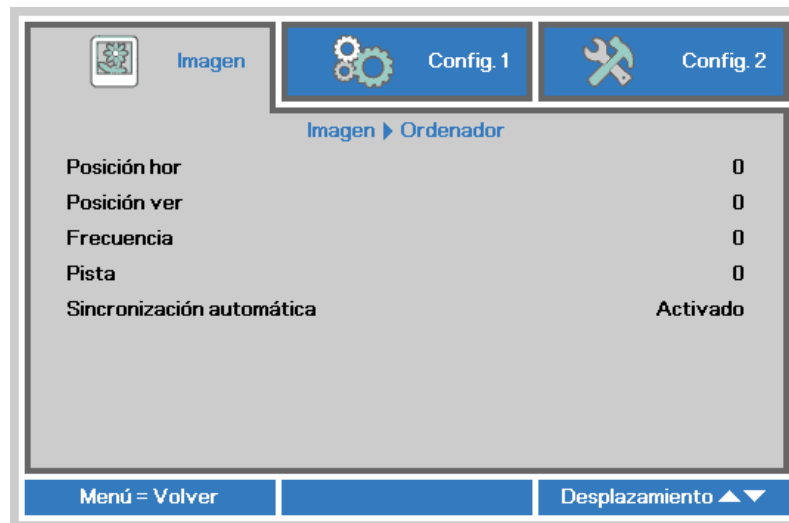 Imagen Config. 1 Config. 2
Imagen ▶ Ordenador
Posición hor 0
Posición ver 0
Frecuencia 0
Pista 0
Sincronización automática Activado
Menú = Volver Desplazamiento ▲▼